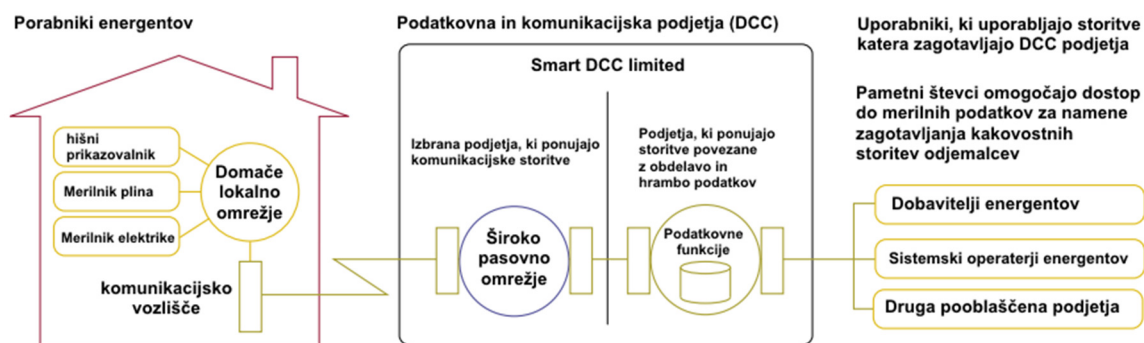 Porabniki energentov
hišni
prikazovalnik
Merilnik plina
Merilnik elektrike
Domače
lokalno
omrežje
komunikacijsko
vozlišče
Podatkovna in komunikacijska podjetja (DCC)
Smart DCC limited
Izbrana podjetja, ki ponujajo
komunikacijske storitve
Široko
pasovno
omrežje
Podjetja, ki ponujajo
storitve povezane
z obdelavo in
hrambo podatkov
Podatkovne
funkcije
Uporabniki, ki uporabljajo storitve
katera zagotavljajo DCC podjetja
Pametni števci omogočajo dostop
do merilnih podatkov za namene
zagotavljanja kakovostnih
storitev odjemalcev
Dobavitelji energentov
Sistemski operaterji energentov
Druga pooblaščena podjetja